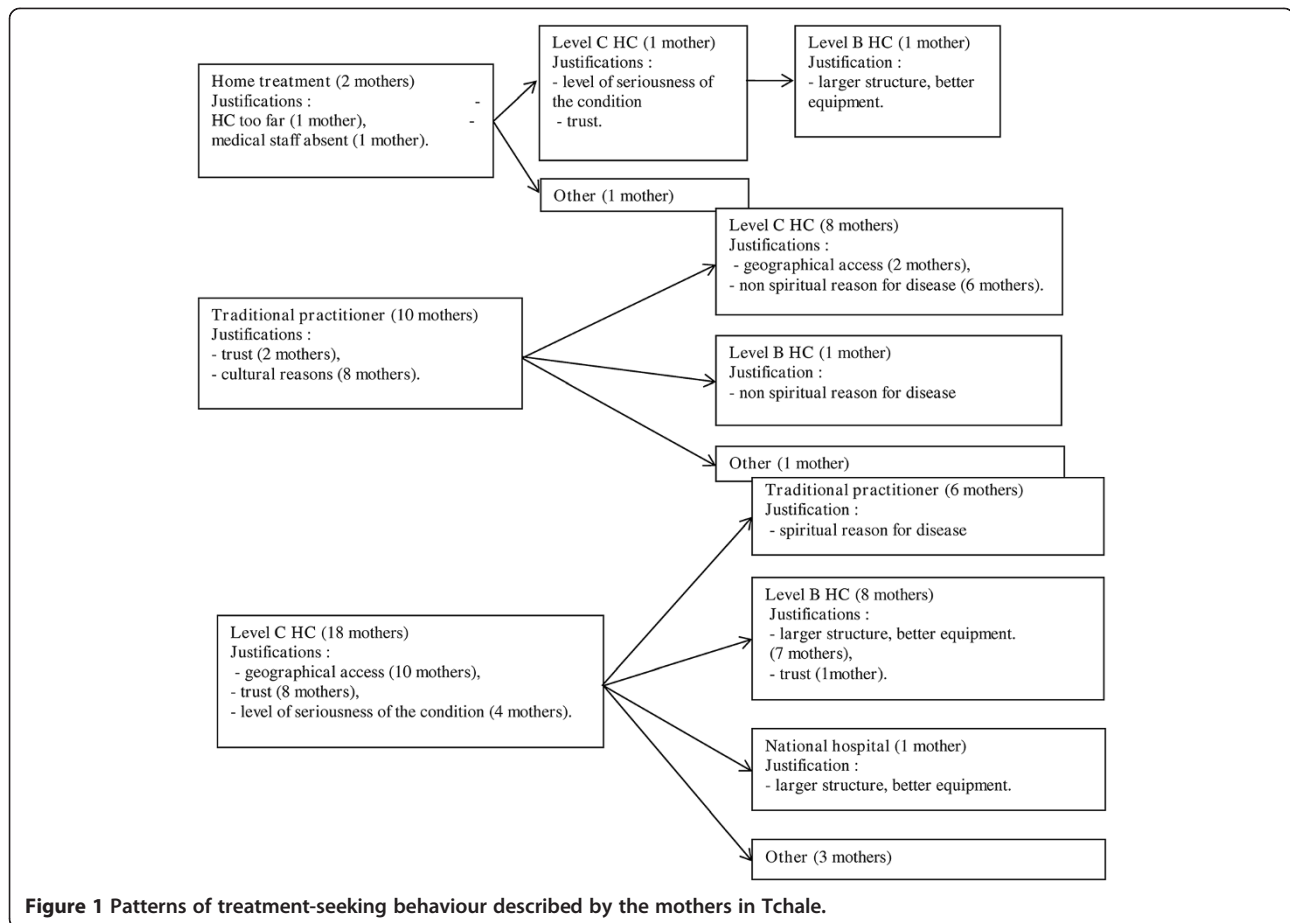 Home treatment (2 mothers)
Justifications : -
HC too far (1 mother), -
medical staff absent (1 mother).
Level C HC (1 mother)
Justifications :
- level of seriousness of
the condition
- trust.
Level B HC (1 mother)
Justification :
- larger structure, better
equipment.
Other (1 mother)
Traditional practitioner (10 mothers)
Justifications :
- trust (2 mothers),
- cultural reasons (8 mothers).
Level C HC (8 mothers)
Justifications :
- geographical access (2 mothers),
- non spiritual reason for disease (6 mothers).
Level B HC (1 mother)
Justification :
- non spiritual reason for disease
Other (1 mother)
Level C HC (18 mothers)
Justifications :
- geographical access (10 mothers),
- trust (8 mothers),
- level of seriousness of the condition (4 mothers).
Traditional practitioner (6 mothers)
Justification :
- spiritual reason for disease
Level B HC (8 mothers)
Justifications :
- larger structure, better equipment.
(7 mothers),
- trust (1mother).
National hospital (1 mother)
Justification :
- larger structure, better equipment.
Other (3 mothers)
Figure 1 Patterns of treatment-seeking behaviour described by the mothers in Tchale.